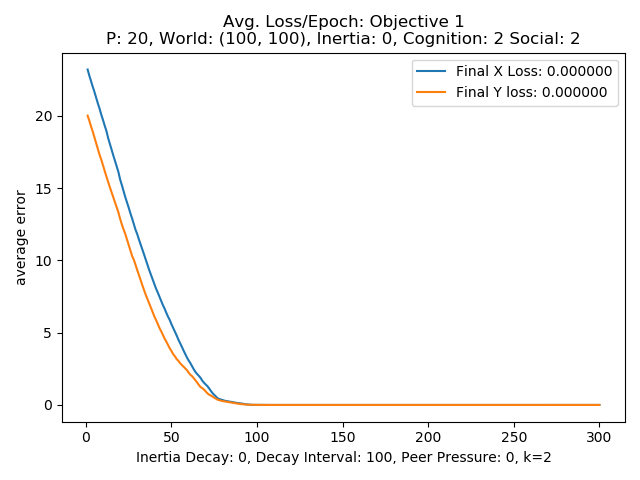 Avg. Loss/Epoch: Objective 1
P: 20, World: (100, 100), Inertia: 0, Cognition: 2 Social: 2
Final X Loss: 0.000000
Final Y loss: 0.000000
average error
20
15
10
5
0
0 50 100 150 200 250 300
Inertia Decay: 0, Decay Interval: 100, Peer Pressure: 0, k=2